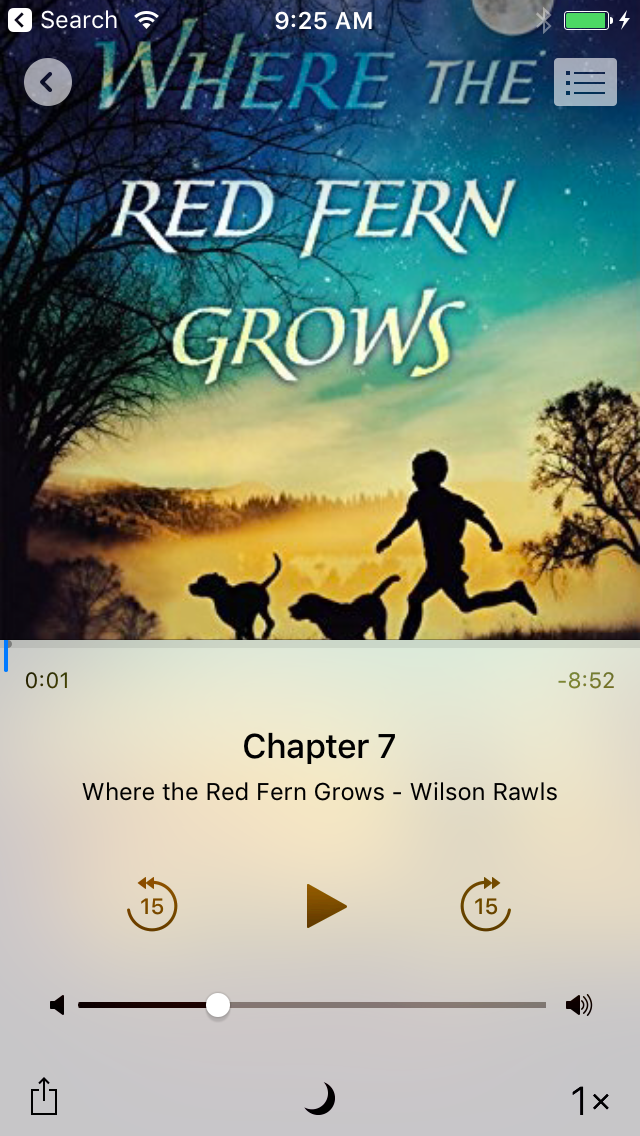 Search 9:25 AM
WHERE THE
RED FERN
GROWS
0:01 -8:52
Chapter 7
Where the Red Fern Grows - Wilson Rawls
15 15
1×